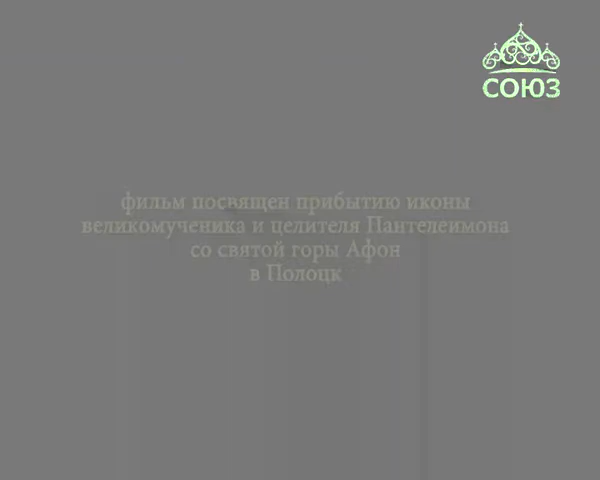 СОЮЗ
фильм посвящен прибытию иконы
великомученика и целителя Пантелеимона
со святой горы Афон
в Полоцк